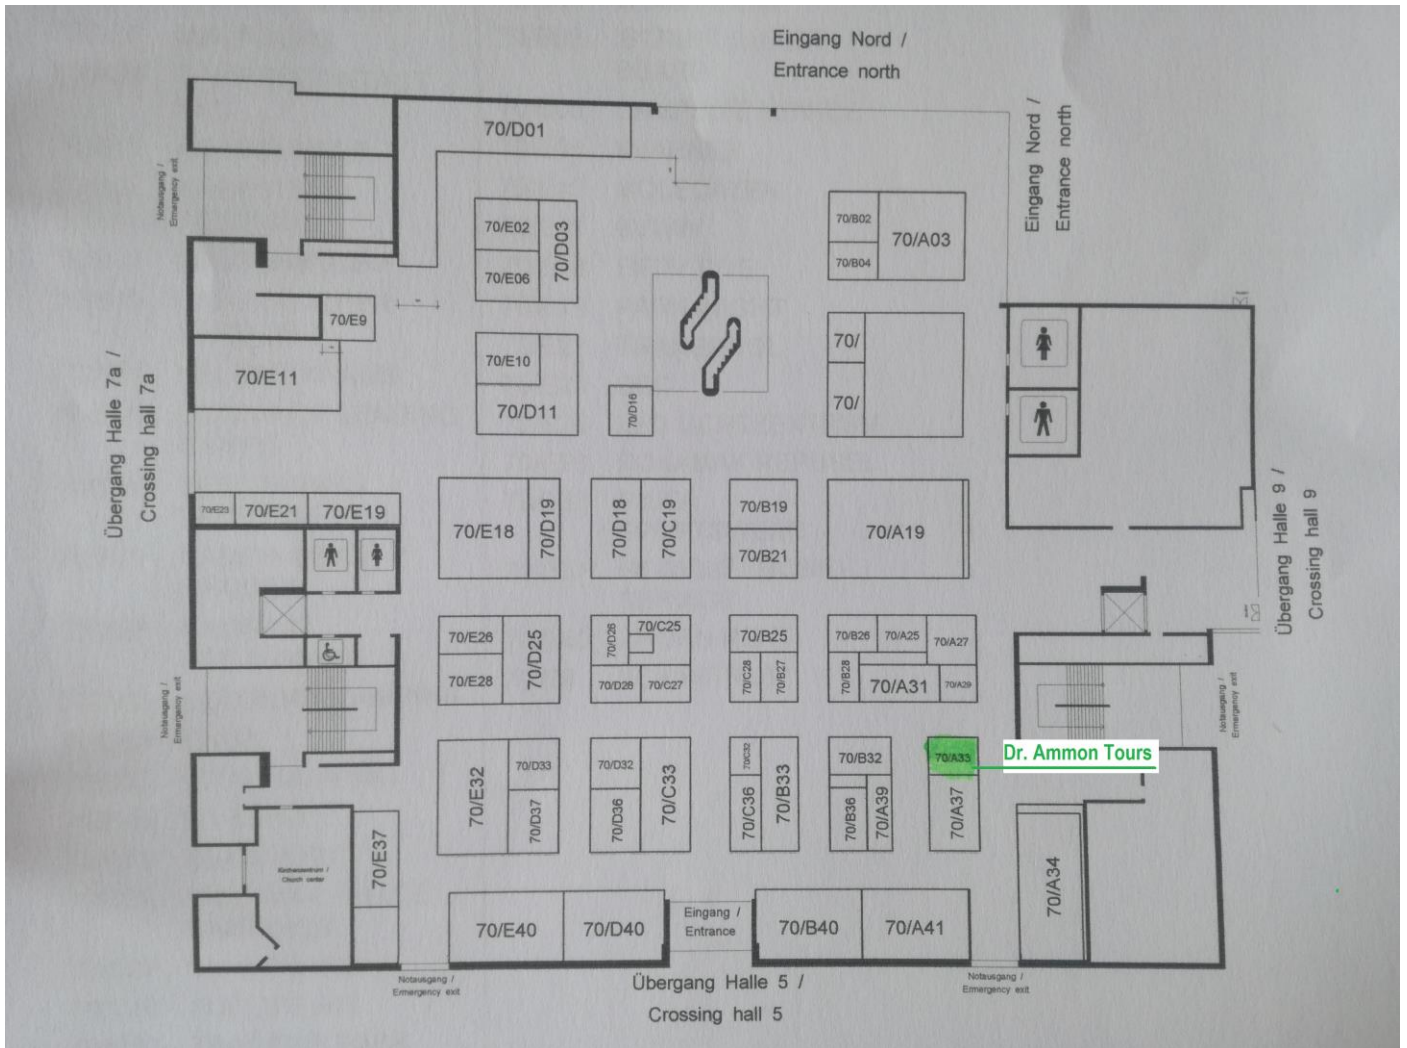 Eingang Nord /
Entrance north
Eingang Nord /
Entrance north
70/D01
Notausgang /
Ermergency exit
70/E02
70/D03
70/E06
70/B02
70/A03
70/B04
70/E9
70/
70/
70/E10
70/E11
70/D11
70/D16
Übergang Halle 7a /
Crossing hall 7a
70/E23
70/E21
70/E19
70/E18
70/D19
70/D18
70/C19
70/B19
70/B21
70/A19
Übergang Halle 9 /
Crossing hall 9
70/E26
70/E28
70/D25
70/D26
70/C25
70/D28
70/C27
70/B25
70/C28
70/B27
70/B26
70/A25
70/A27
70/B28
70/A31
70/A29
Notausgang /
Ermergency exit
Notausgang /
Ermergency exit
70/E32
70/D33
70/D37
70/D32
70/D36
70/C33
70/C32
70/C36
70/B33
70/B32
70/B36
70/A39
70/A33
Dr. Ammon Tours
70/A37
70/A34
Kirchenzentrum /
Church center
70/E37
70/E40
70/D40
Eingang /
Entrance
70/B40
70/A41
Notausgang /
Ermergency exit
Übergang Halle 5 /
Crossing hall 5
Notausgang /
Ermergency exit